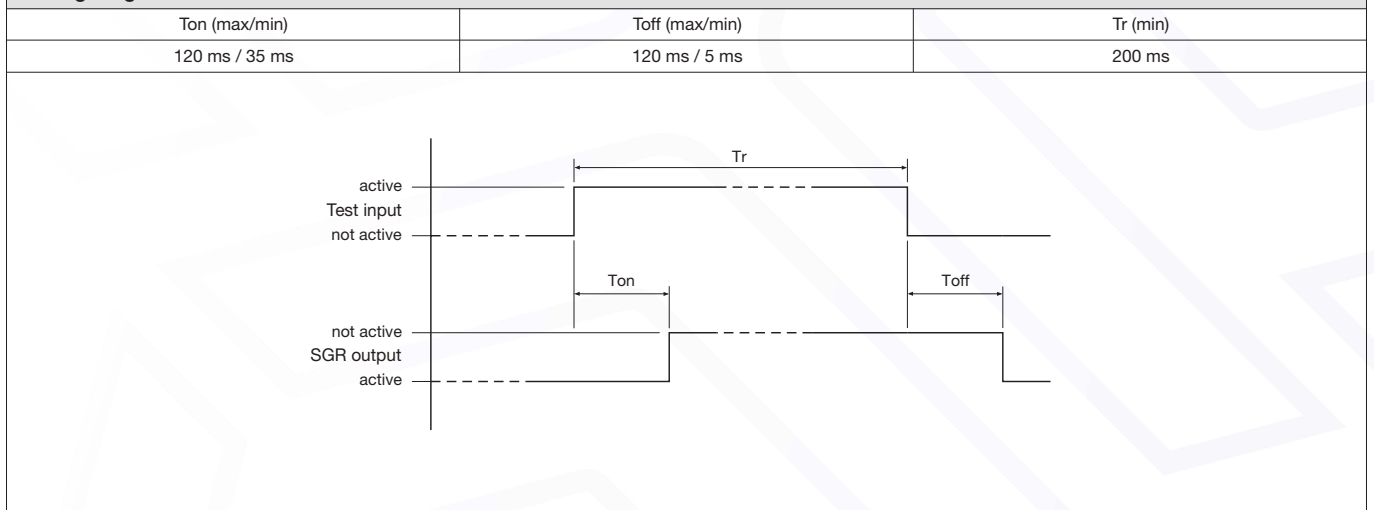 Ton (max/min) Toff (max/min) Tr (min)
120 ms / 35 ms 120 ms / 5 ms 200 ms
Tr
active
Test input
not active
Ton Toff
not active
SGR output
active